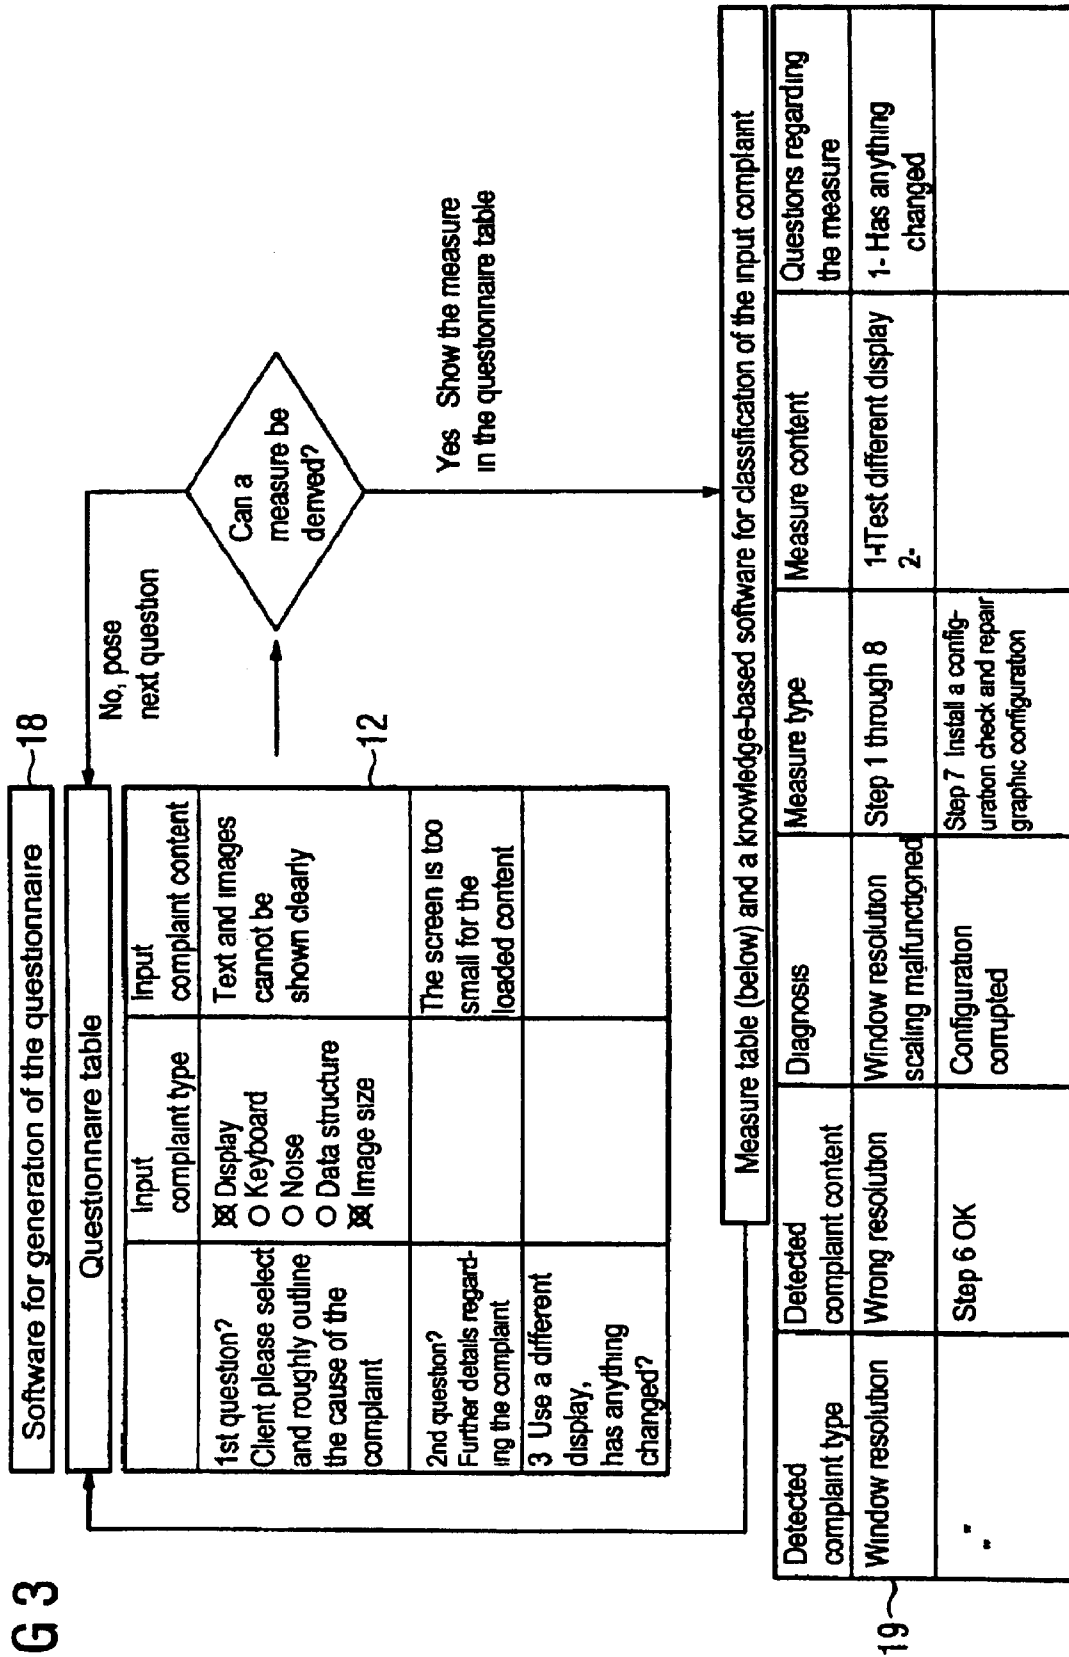 G 3
Software for generation of the questionnaire
18
Questionnaire table
No, pose
next question
Input
complaint type
Input
complaint content
1st question?
Client please select
and roughly outline
the cause of the
complaint
Display
Keyboard
Noise
Data structure
Image size
Text and images
cannot be
shown clearly
2nd question?
Further details regard-
ing the complaint
The screen is too
small for the
loaded content
3 Use a different
display,
has anything
changed?
12
Can a
measure be
derived?
Yes Show the measure
in the questionnaire table
Measure table (below) and a knowledge-based software for classification of the input complaint
Detected
complaint type
Detected
complaint content
Diagnosis
Measure type
Measure content
Questions regarding
the measure
Window resolution
Wrong resolution
Window resolution
scaling malfunctioned
Step 1 through 8
1-Test different display
2-
1- Has anything
changed
„ "
Step 6 OK
Configuration
corrupted
Step 7 Install a config-
uration check and repair
graphic configuration
19